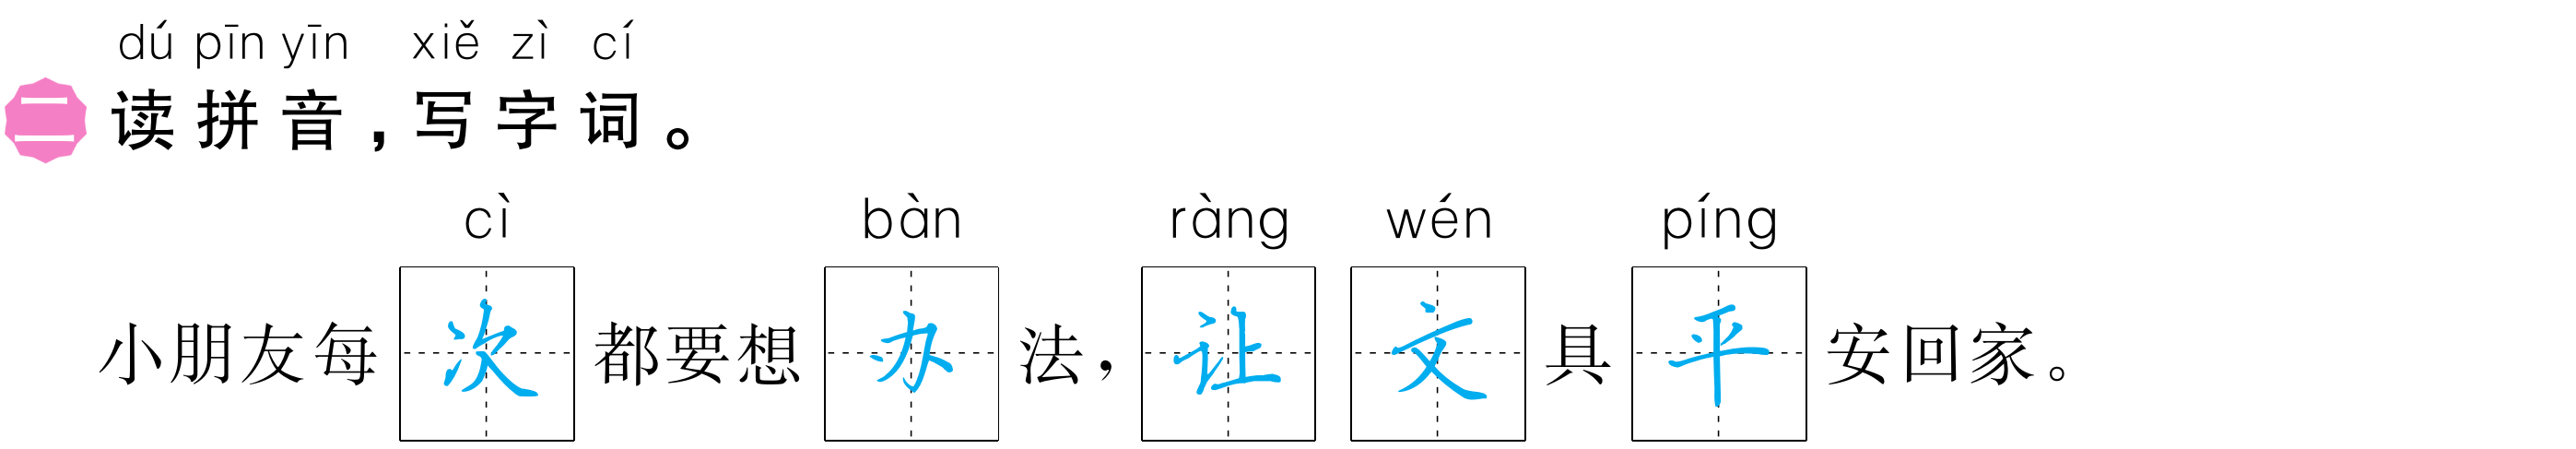 dú pīn yīn xiě zì cí
二 读拼音,写字词。
cì bàn ràng wén píng
小朋友每次都要想办法,让文具平安回家。